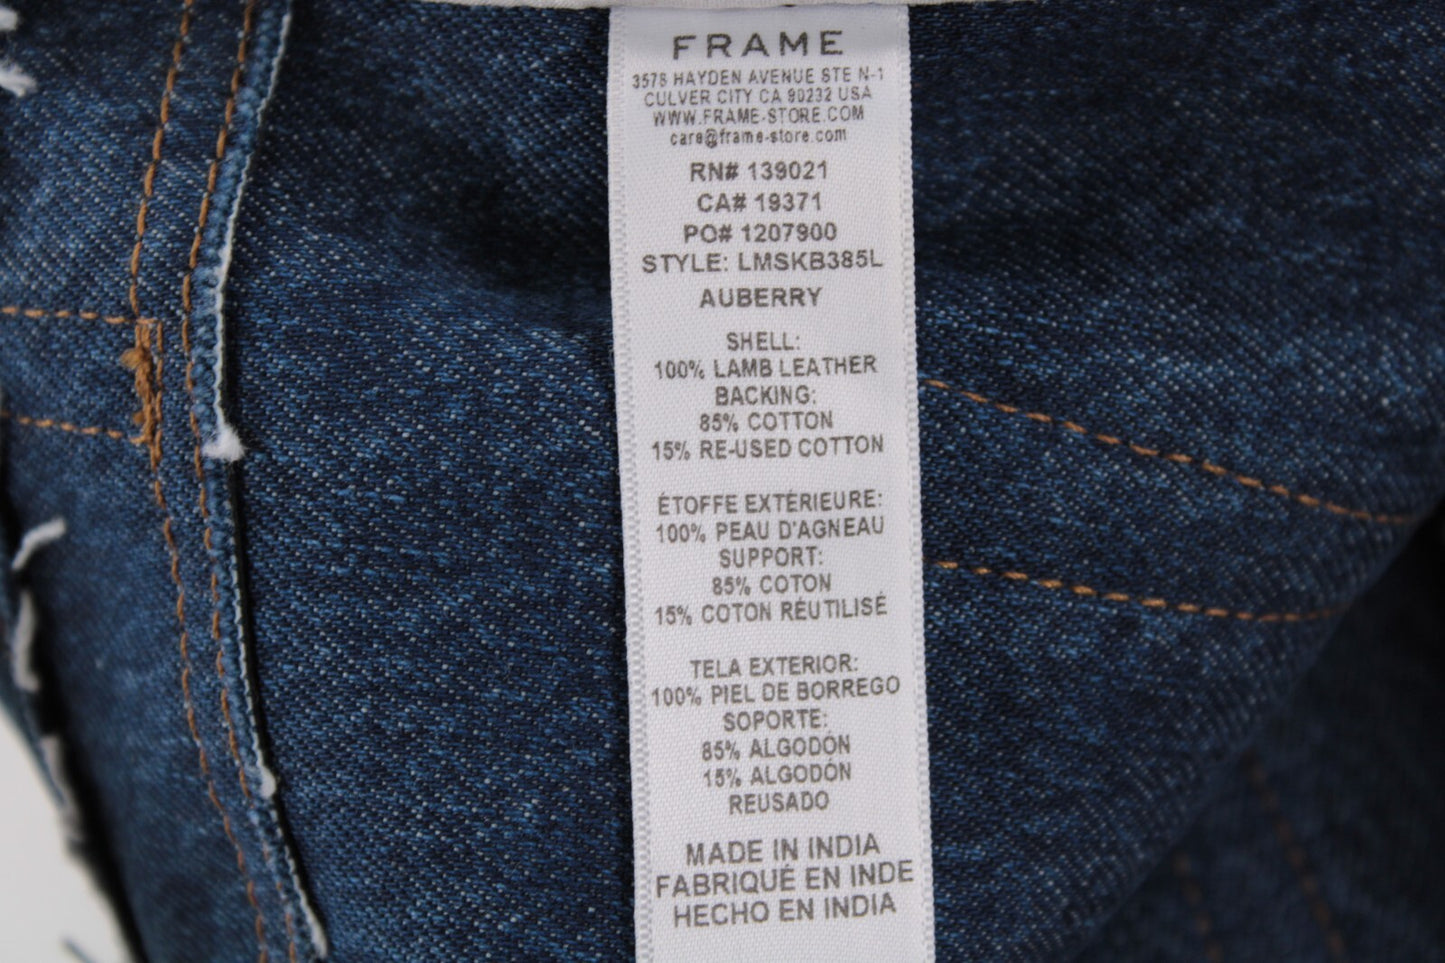 FRAME
3578 HAYDEN AVENUE STE N-1
CULVER CITY CA 90232 USA
WWW.FRAME-STORE.COM
care@frame-store.com
RN# 139021
CA# 19371
PO# 1207900
STYLE: LMSKB385L
AUBERRY
SHELL:
100% LAMB LEATHER
BACKING:
85% COTTON
15% RE-USED COTTON
ÉTOFFE EXTÉRIEURE:
100% PEAU D'AGNEAU
SUPPORT:
85% COTON
15% COTON RÉUTILISÉ
TELA EXTERIOR:
100% PIEL DE BORREGO
SOPORTE:
85% ALGODÓN
15% ALGODÓN
REUSADO
MADE IN INDIA
FABRIQUÉ EN INDE
HECHO EN INDIA